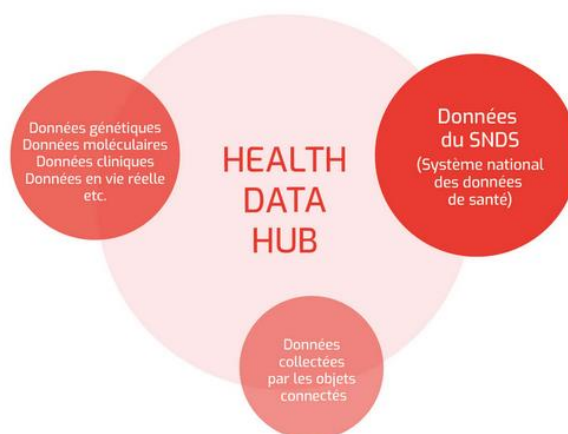 Données génétiques
Données moléculaires
Données cliniques
Données en vie réelle
etc.
HEALTH
DATA
HUB
Données
du SNDS
(Système national
des données
de santé)
Données
collectées
par les objets
connectés